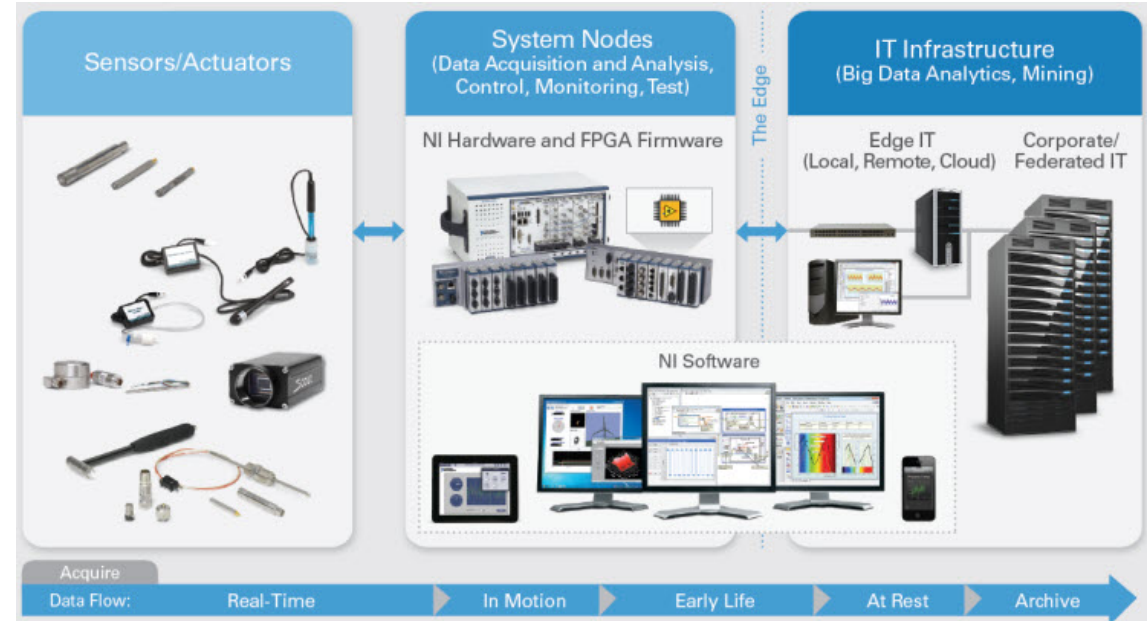 Sensors/Actuators
System Nodes
(Data Acquisition and Analysis,
Control, Monitoring, Test)
The Edge
IT Infrastructure
(Big Data Analytics, Mining)
NI Hardware and FPGA Firmware
Edge IT
(Local, Remote, Cloud)
Corporate/
Federated IT
NI Software
Acquire
Data Flow:
Real-Time
In Motion
Early Life
At Rest
Archive